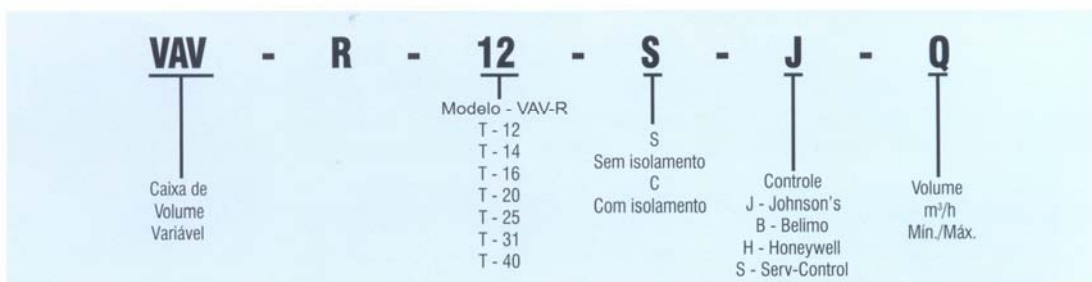 VAV - R - 12 - S - J - Q
Caixa de
Volume
Variável
Modelo - VAV-R
T - 12
T - 14
T - 16
T - 20
T - 25
T - 31
T - 40
S
Sem isolamento
C
Com isolamento
Controle
J - Johnson's
B - Belimo
H - Honeywell
S - Serv-Control
Volume
m³/h
Mín./Máx.